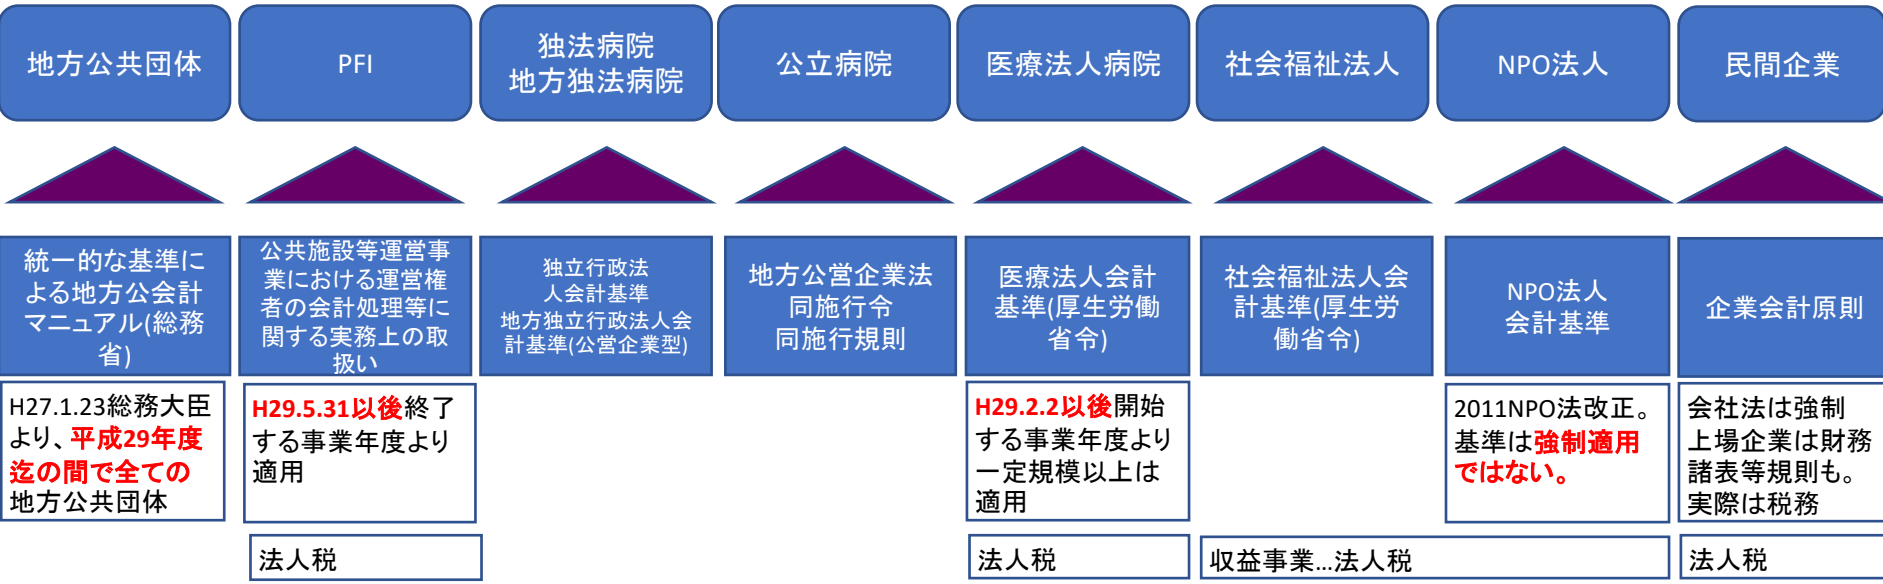 地方公共団体
PFI
独法病院
地方独法病院
公立病院
医療法人病院
社会福祉法人
NPO法人
民間企業
統一的な基準に
よる地方公会計
マニュアル(総務
省)
公共施設等運営事
業における運営権
者の会計処理等に
関する実務上の取
扱い
独立行政法
人会計基準
地方独立行政法人会
計基準(公営企業型)
地方公営企業法
同施行令
同施行規則
医療法人会計
基準(厚生労働
省令)
社会福祉法人会
計基準(厚生労
働省令)
NPO法人
会計基準
企業会計原則
H27.1.23総務大臣
より、平成29年度
迄の間で全ての
地方公共団体
H29.5.31以後終了
する事業年度より
適用
H29.2.2以後開始
する事業年度より
一定規模以上は
適用
2011NPO法改正。
基準は強制適用
ではない。
会社法は強制
上場企業は財務
諸表等規則も。
実際は税務
法人税
法人税
収益事業…法人税
法人税